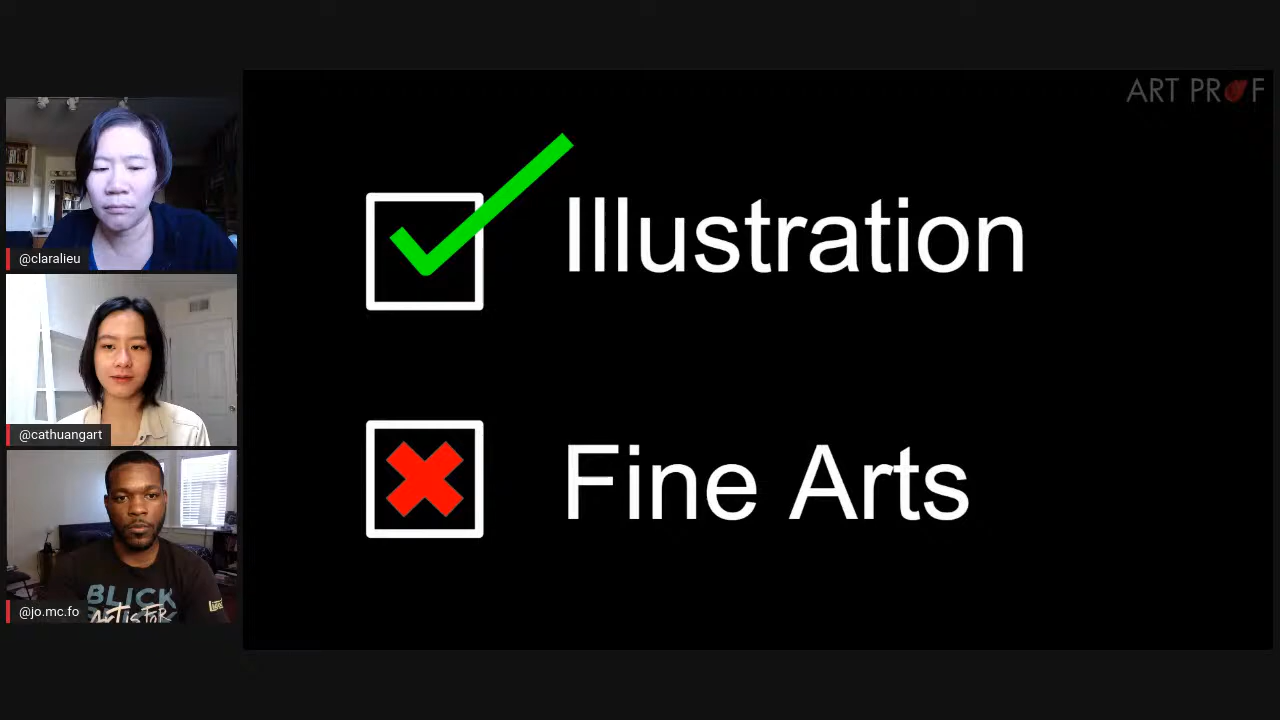 ART PROF
Illustration
Fine Arts
@claralieu
@cathuangart
@jo.mc.fo
BLICK